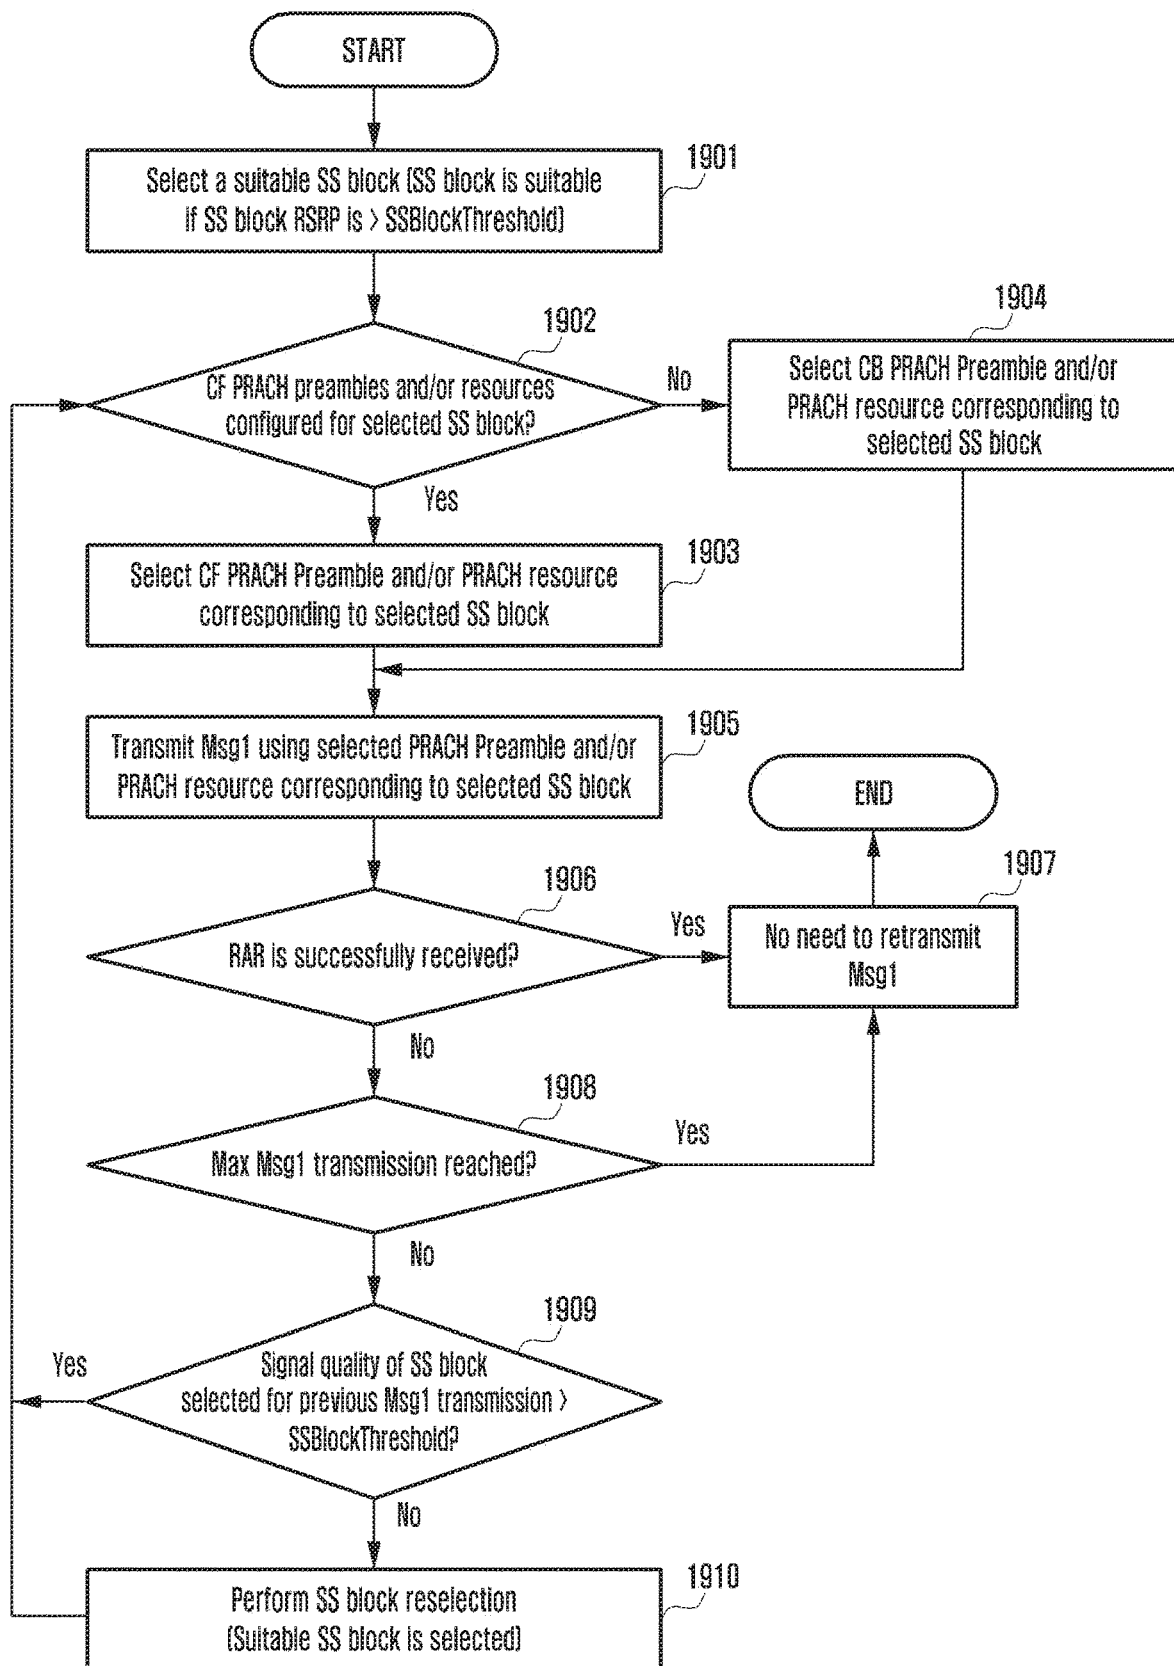 START
1901
Select a suitable SS block (SS block is suitable
if SS block RSRP is > SSBlockThreshold)
1902
CF PRACH preambles and/or resources
configured for selected SS block?
No
1904
Select CB PRACH Preamble and/or
PRACH resource corresponding to
selected SS block
Yes
1903
Select CF PRACH Preamble and/or PRACH resource
corresponding to selected SS block
1905
Transmit Msg1 using selected PRACH Preamble and/or
PRACH resource corresponding to selected SS block
END
1906
RAR is successfully received?
Yes
1907
No need to retransmit
Msg1
No
1908
Max Msg1 transmission reached?
Yes
No
1909
Signal quality of SS block
selected for previous Msg1 transmission >
SSBlockThreshold?
Yes
No
1910
Perform SS block reselection
(Suitable SS block is selected)